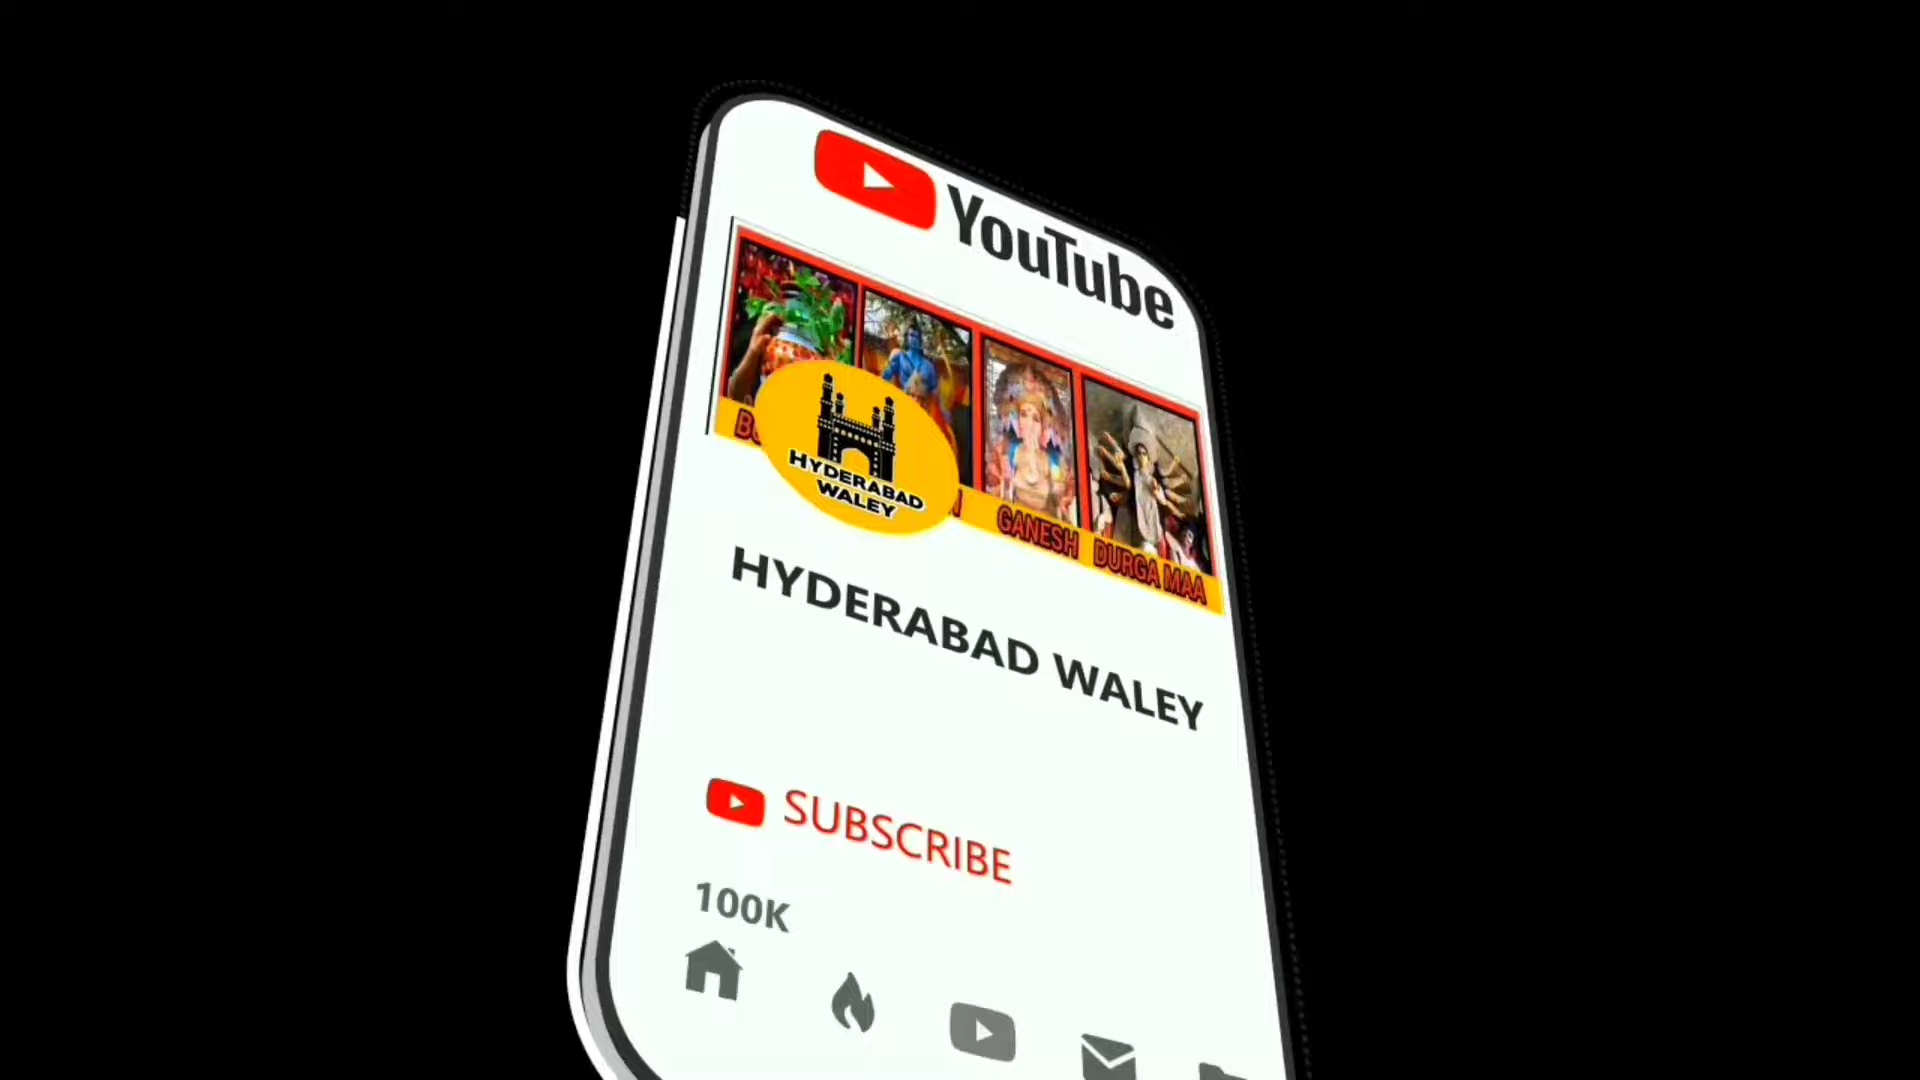 YouTube
HYDERABAD
WALEY
GANESH
DURGA MAA
HYDERABAD WALEY
SUBSCRIBE
100K